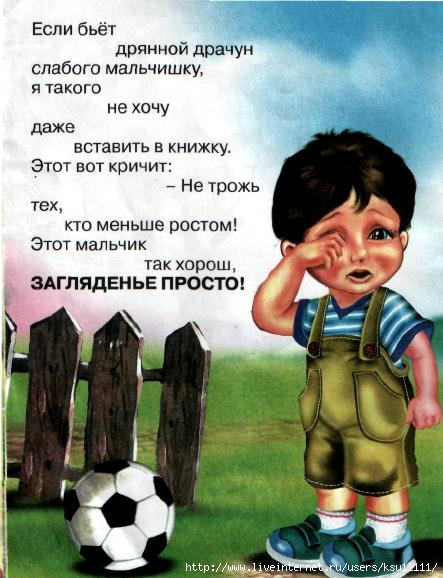 Если бьёт
дрянной драчун
слабого мальчишку,
я такого
не хочу
даже
вставить в книжку.
Этот вот кричит:
– Не трожь
тех,
кто меньше ростом!
Этот мальчик
так хорош,
ЗАГЛЯДЕНЬЕ ПРОСТО!
http://www.liveinternet.ru/users/ksu11111/